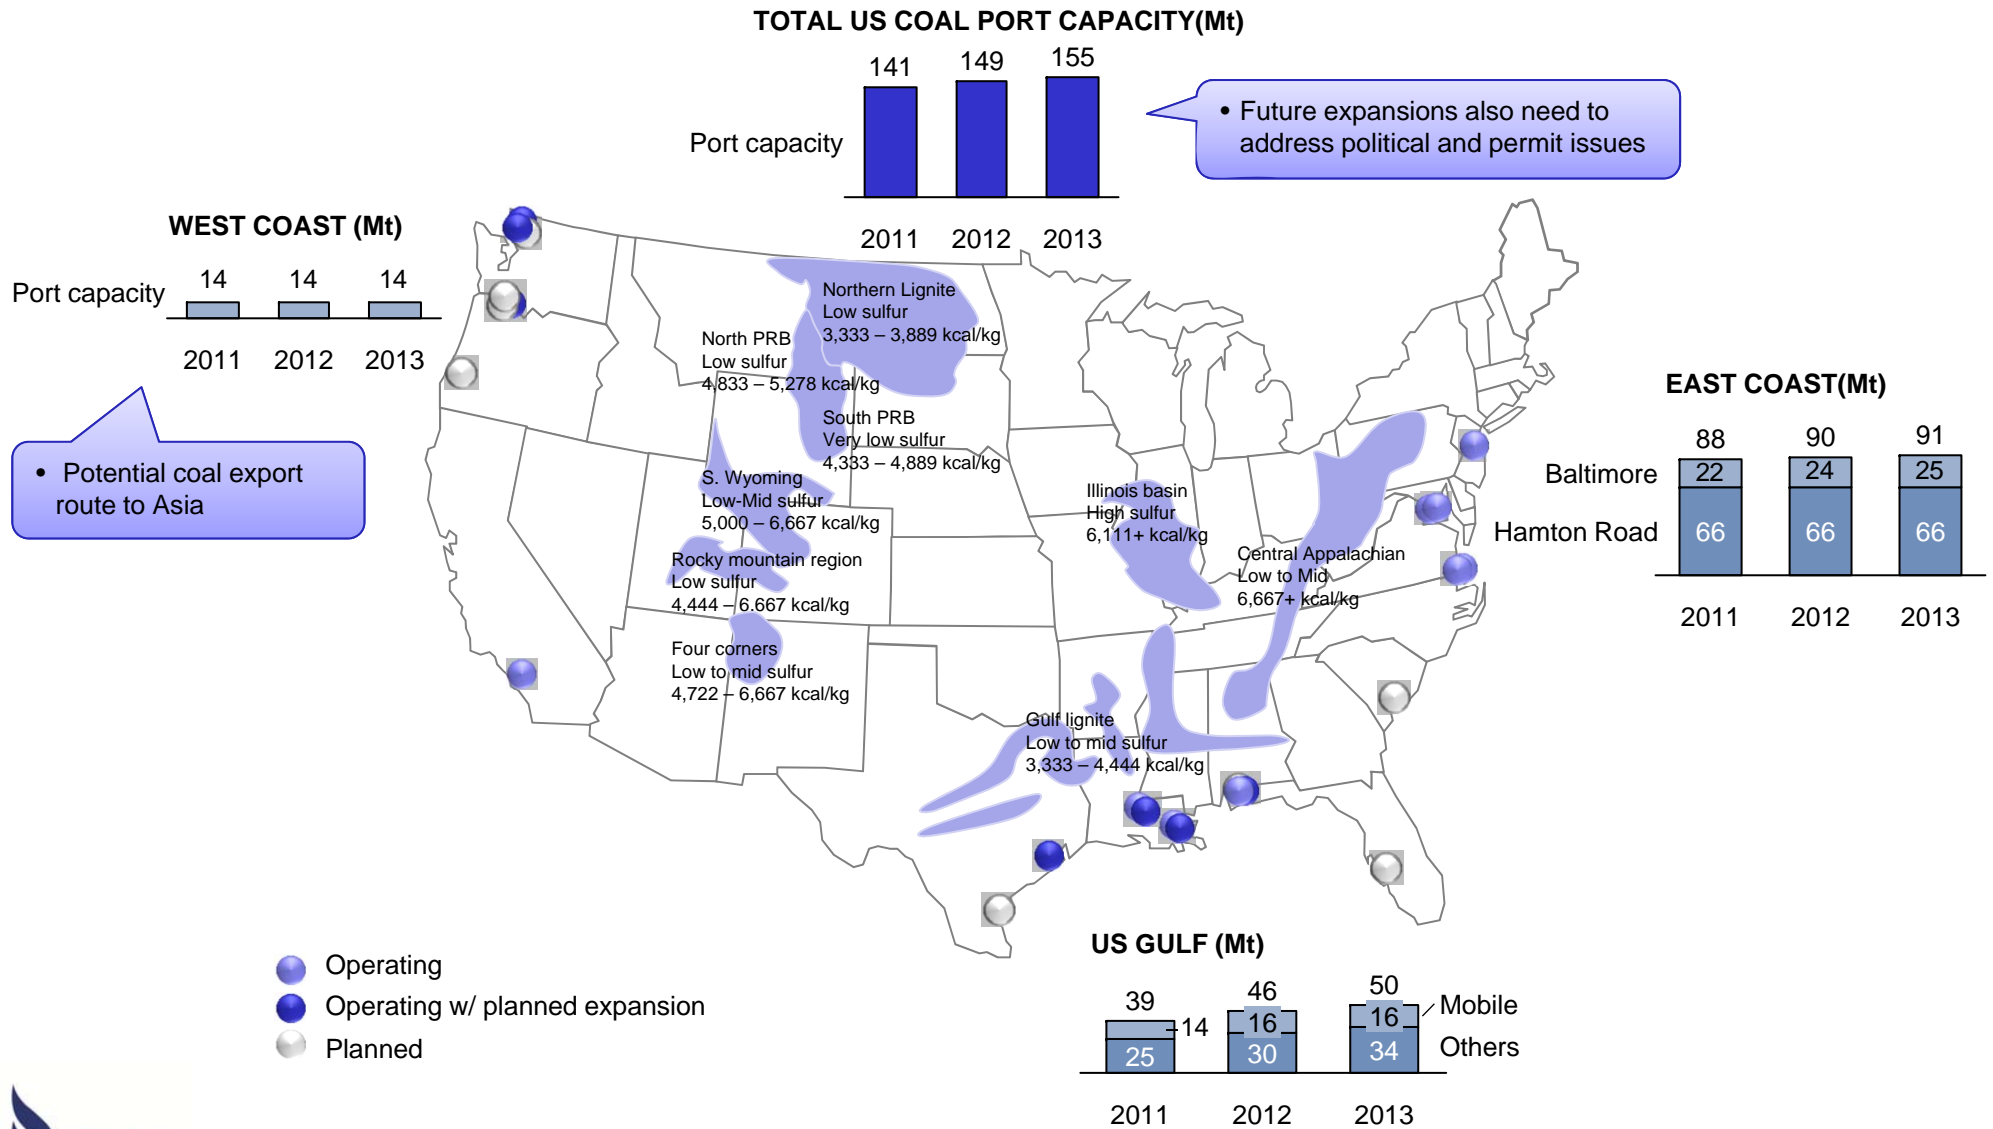 TOTAL US COAL PORT CAPACITY(Mt)
141 149 155
Port capacity
2011 2012 2013
• Future expansions also need to
address political and permit issues
WEST COAST (Mt)
14 14 14
Port capacity
2011 2012 2013
• Potential coal export
route to Asia
Northern Lignite
Low sulfur
3,333 – 3,889 kcal/kg
North PRB
Low sulfur
4,833 – 5,278 kcal/kg
South PRB
Very low sulfur
4,333 – 4,889 kcal/kg
S. Wyoming
Low-Mid sulfur
5,000 – 6,667 kcal/kg
Rocky mountain region
Low sulfur
4,444 – 6.667 kcal/kg
Four corners
Low to mid sulfur
4,722 – 6,667 kcal/kg
Illinois basin
High sulfur
6,111+ kcal/kg
Central Appalachian
Low to Mid
6,667+ kcal/kg
Gulf lignite
Low to mid sulfur
3,333 – 4,444 kcal/kg
EAST COAST(Mt)
88 90 91
Baltimore 22 24 25
Hamton Road 66 66 66
2011 2012 2013
US GULF (Mt)
39 46 50
14 16 16 Mobile
25 30 34 Others
2011 2012 2013
Operating
Operating w/ planned expansion
Planned